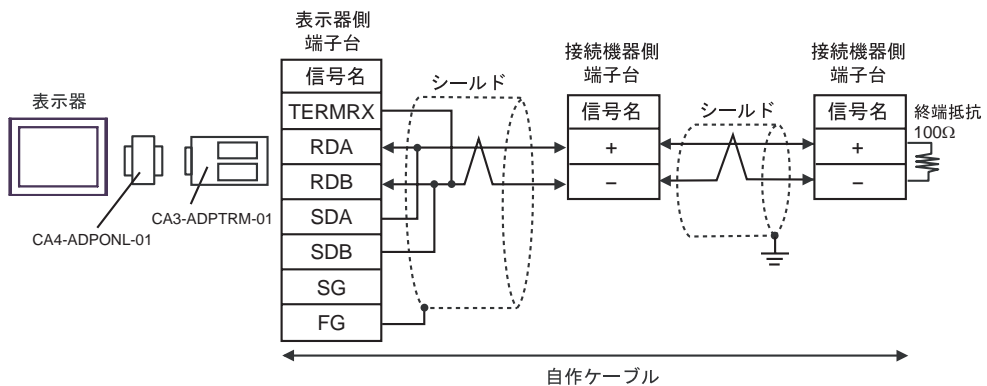 表示器
CA4-ADPONL-01
CA3-ADPTRM-01
表示器側
端子台
信号名
TERMRX
RDA
RDB
SDA
SDB
SG
FG
シールド
接続機器側
端子台
信号名
+
−
シールド
接続機器側
端子台
信号名
+
−
終端抵抗
100Ω
自作ケーブル